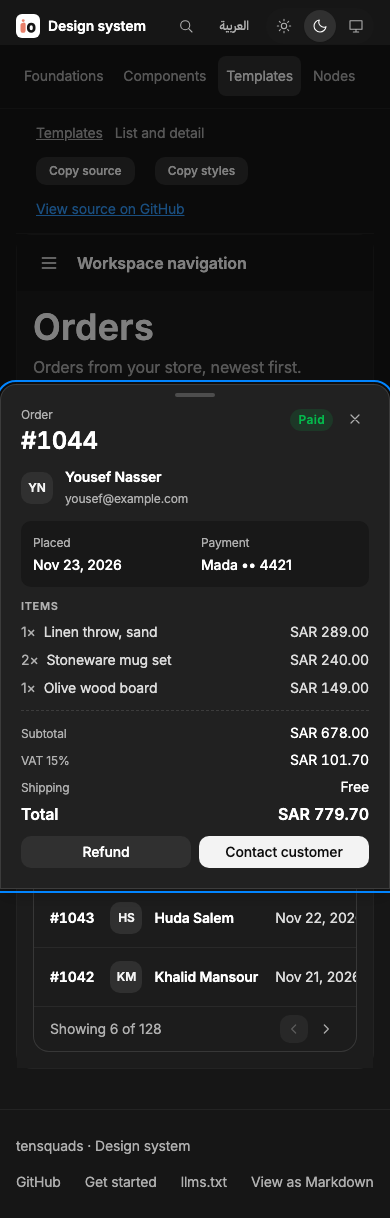 Design system
العربية
Foundations
Components
Templates
Nodes
Templates
List and detail
Copy source
Copy styles
View source on GitHub
Workspace navigation
Orders
Orders from your store, newest first.
Order
#1044
Paid
YN
Yousef Nasser
yousef@example.com
Placed
Payment
Nov 23, 2026
Mada •• 4421
ITEMS
1× Linen throw, sand SAR 289.00
2× Stoneware mug set SAR 240.00
1× Olive wood board SAR 149.00
Subtotal SAR 678.00
VAT 15% SAR 101.70
Shipping Free
Total SAR 779.70
Refund
Contact customer
#1043 HS Huda Salem Nov 22, 202
#1042 KM Khalid Mansour Nov 21, 2026
Showing 6 of 128
tensquads · Design system
GitHub
Get started
llms.txt
View as Markdown